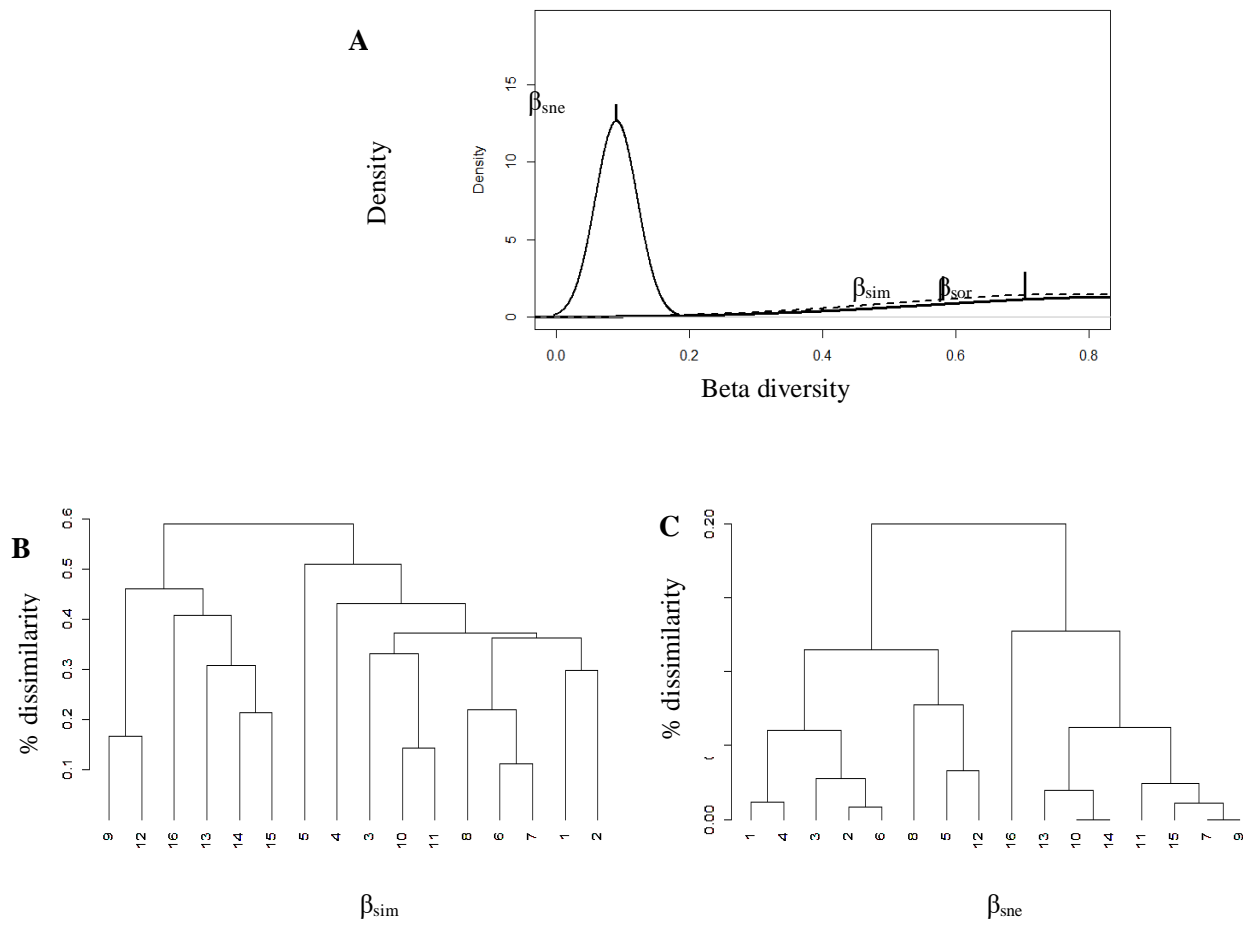 A
15
10
5
0
Density
Density
βsne
βsim
βsor
0.0 0.2 0.4 0.6 0.8
Beta diversity
B
% dissimilarity
0.6
0.5
0.4
0.3
0.2
0.1
9 12 16 13 14 15 5 4 3 10 11 8 6 7 1 2
βsim
C
% dissimilarity
0.20
0.00
1 4 3 2 6 8 5 12 16 13 10 14 11 15 7 9
βsne